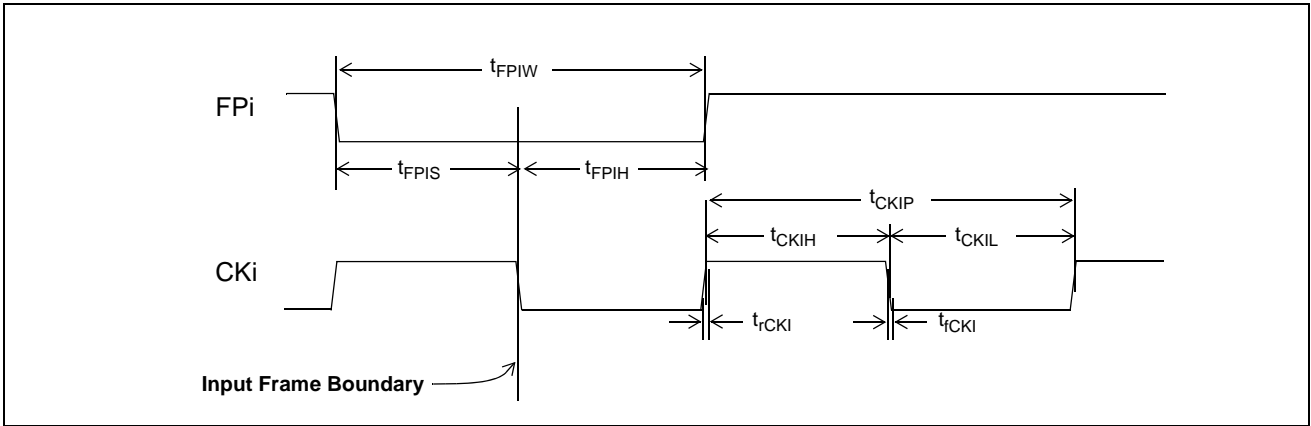 tFPIW
FPi
tFPIS
tFPIH
tCKIP
tCKIH
tCKIL
CKi
trCKI
tfCKI
Input Frame Boundary